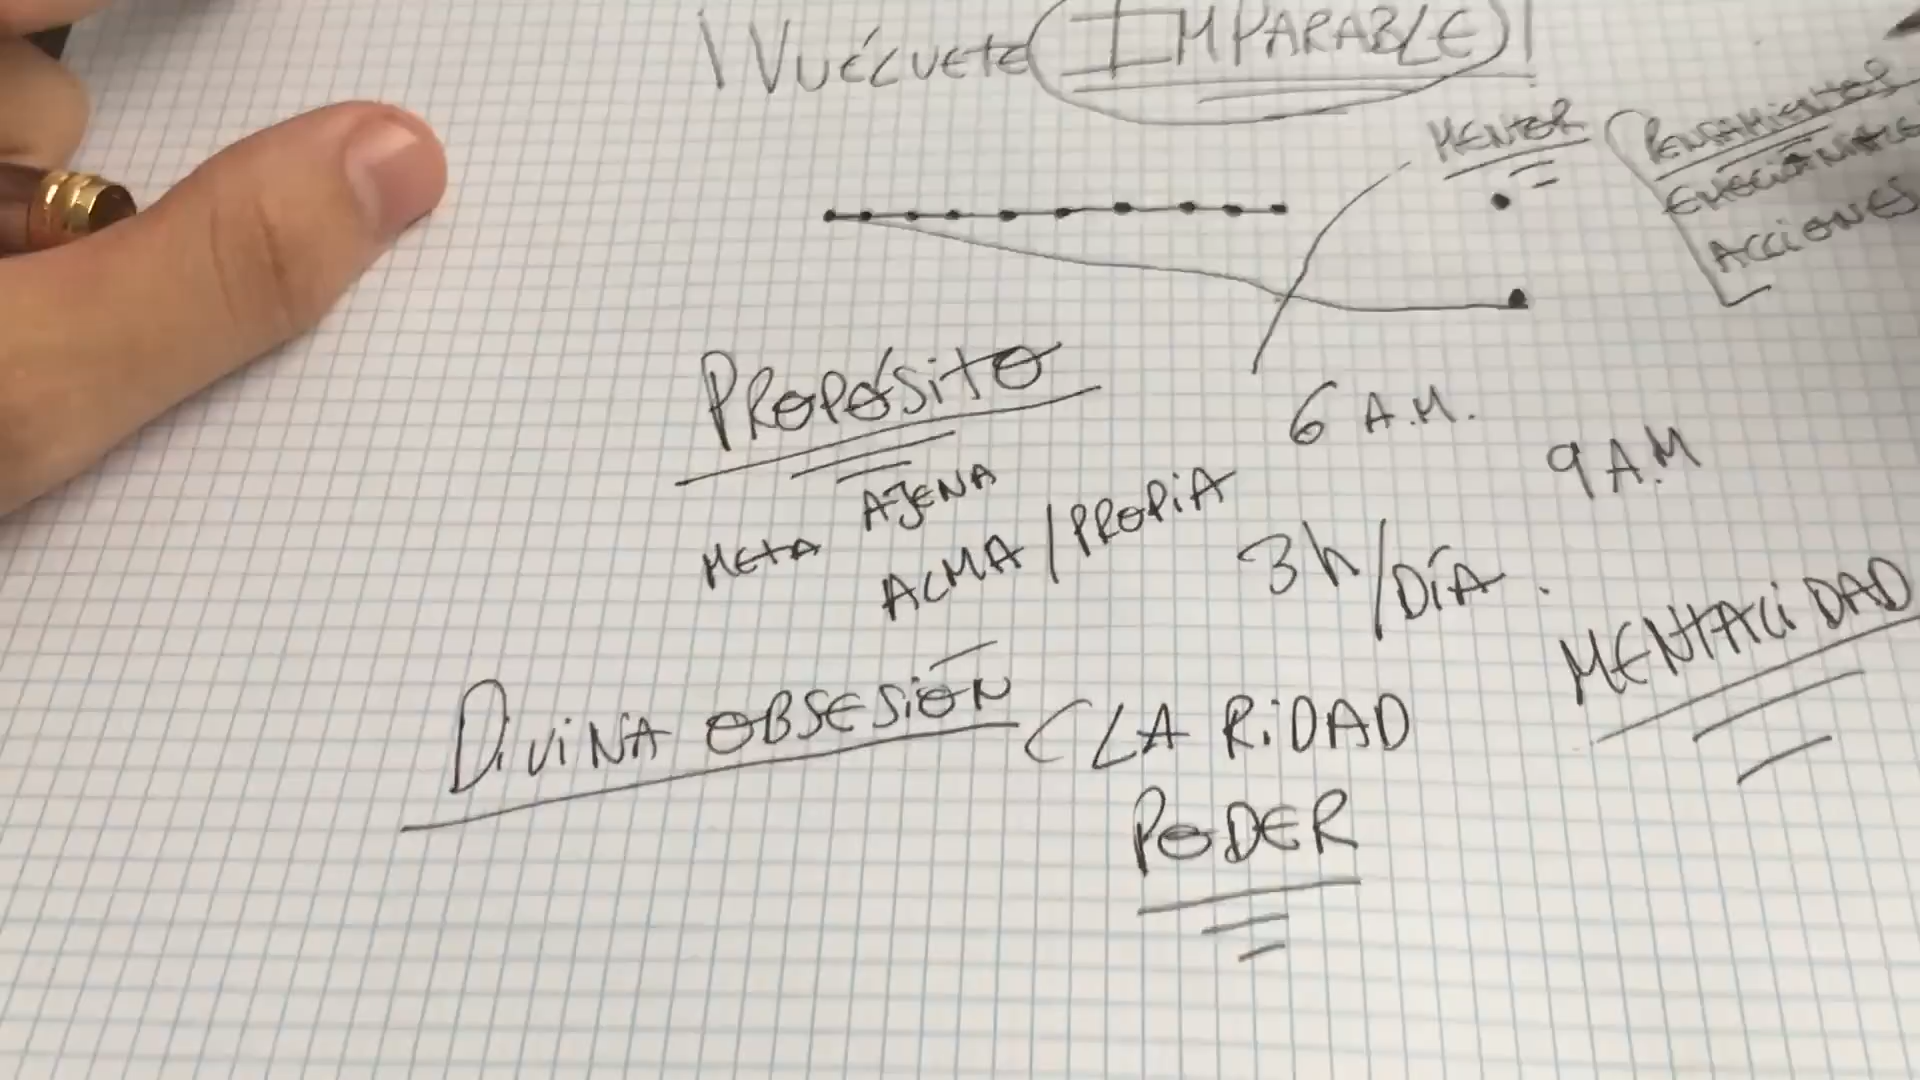 ¡VUÉLVETE IMPARABLE!
MENTOR
PENSAMIENTOS
ACCIONES
PROPÓSITO
6 A.M.
9 A.M
META AJENA
ALMA / PROPIA
3h/DÍA.
MENTALIDAD
DIVINA OBSESIÓN
CLARIDAD
PODER